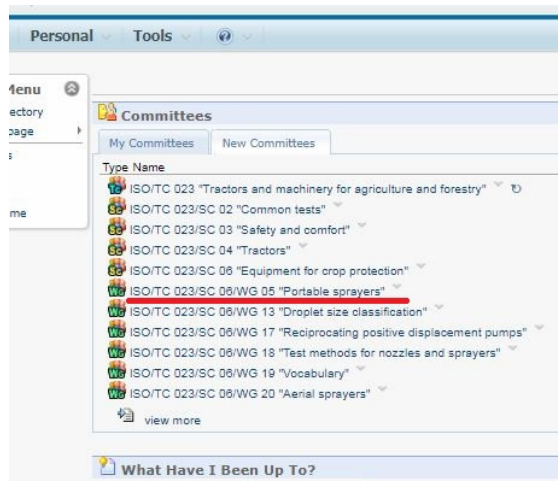 Personal Tools
Menu
ectory
page
s
me
Committees
My Committees New Committees
Type Name
ISO/TC 023 "Tractors and machinery for agriculture and forestry"
ISO/TC 023/SC 02 "Common tests"
ISO/TC 023/SC 03 "Safety and comfort"
ISO/TC 023/SC 04 "Tractors"
ISO/TC 023/SC 06 "Equipment for crop protection"
ISO/TC 023/SC 06/WG 05 "Portable sprayers"
ISO/TC 023/SC 06/WG 13 "Droplet size classification"
ISO/TC 023/SC 06/WG 17 "Reciprocating positive displacement pumps"
ISO/TC 023/SC 06/WG 18 "Test methods for nozzles and sprayers"
ISO/TC 023/SC 06/WG 19 "Vocabulary"
ISO/TC 023/SC 06/WG 20 "Aerial sprayers"
view more
What Have I Been Up To?